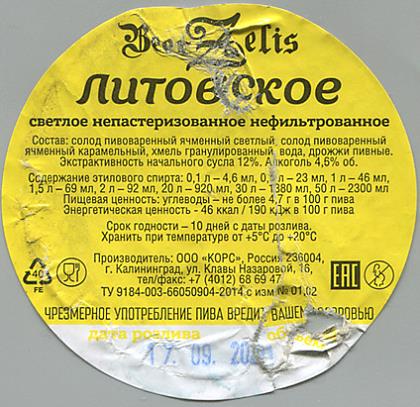 Beer Zelis
ЛИТОВСКОЕ
светлое непастеризованное нефильтрованное
Состав: солод пивоваренный ячменный светлый, солод пивоваренный
ячменный карамельный, хмель гранулированный, вода, дрожжи пивные.
Экстрактивность начального сусла 12%. Алкоголь 4,6% об.
Содержание этилового спирта: 0,1 л – 4,6 мл, 0,5 л – 23 мл, 1 л – 46 мл,
1,5 л – 69 мл, 2 л – 92 мл, 20 л – 920 мл, 30 л – 1380 мл, 50 л – 2300 мл
Пищевая ценность: углеводы – не более 4,7 г в 100 г пива
Энергетическая ценность - 46 ккал / 190 кДж в 100 г пива
Срок годности – 10 дней с даты розлива.
Хранить при температуре от +5°С до +20°С
Производитель: ООО «КОРС», Россия, 236004,
г. Калининград, ул. Клавы Назаровой, 16,
тел/факс: +7 (4012) 68 69 47
ТУ 9184-003-66050904-2014 с изм № 01,02
40
FE
EAC
ЧРЕЗМЕРНОЕ УПОТРЕБЛЕНИЕ ПИВА ВРЕДИТ ВАШЕМУ ЗДОРОВЬЮ
дата розлива
17. 09.